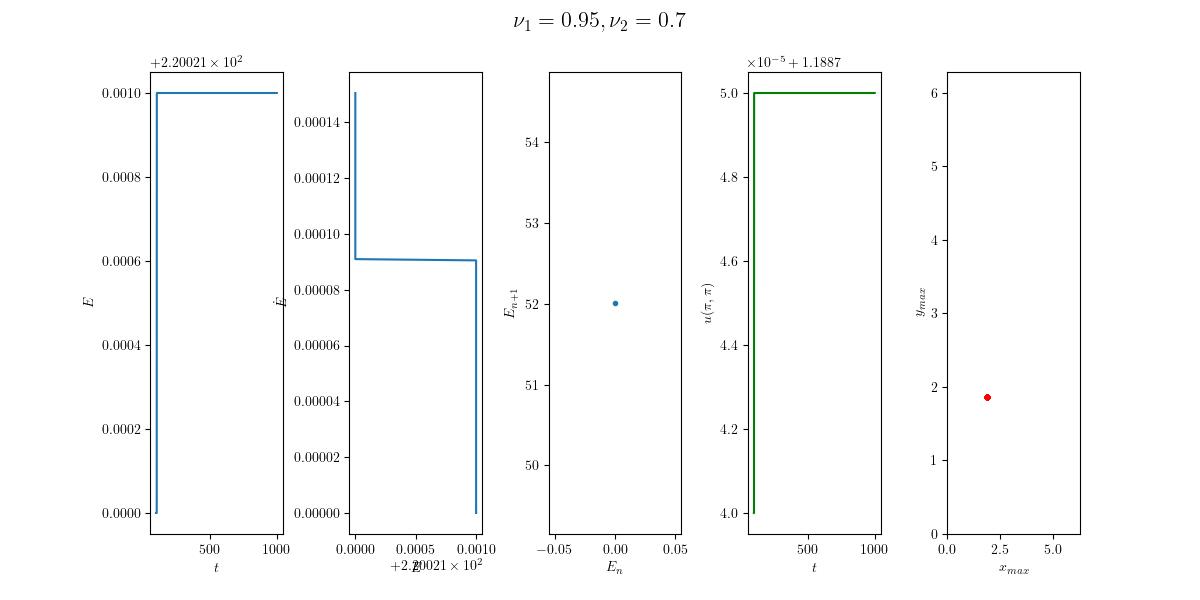 ν₁ = 0.95, ν₂ = 0.7
+2.20021 × 10²
0.0010
0.0008
0.0006
0.0004
0.0002
0.0000
E
500 1000
t
0.00014
0.00012
0.00010
0.00008
0.00006
0.00004
0.00002
0.00000
Ė
0.0000 0.0005 0.0010
+2.20021 × 10²
E
54
53
52
51
50
Eₙ₊₁
−0.05 0.00 0.05
Eₙ
×10⁻⁵ + 1.1887
5.0
4.8
4.6
4.4
4.2
4.0
u(π, π)
500 1000
t
6
5
4
3
2
1
0
y_{max}
0.0 2.5 5.0
x_{max}